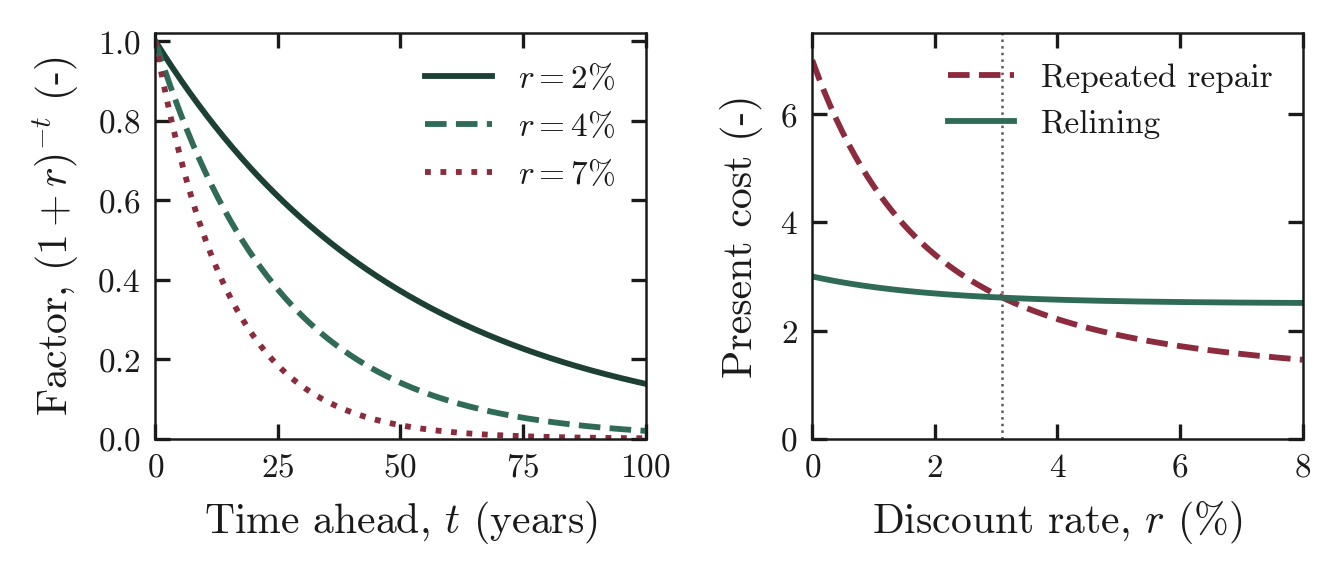 Factor, (1 + r)^{−t} (-)
1.0
0.8
0.6
0.4
0.2
0.0
r = 2%
r = 4%
r = 7%
0 25 50 75 100
Time ahead, t (years)
Present cost (-)
6
4
2
0
Repeated repair
Relining
0 2 4 6 8
Discount rate, r (%)